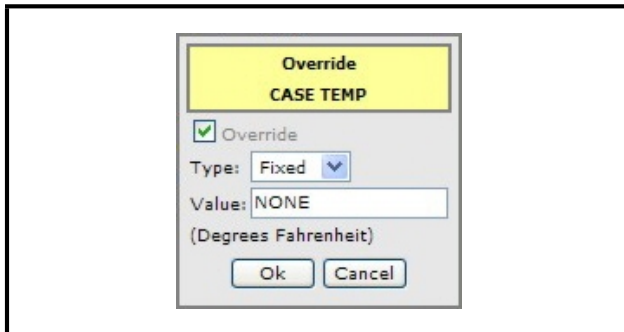 Override
CASE TEMP
Override
Type: Fixed
Value: NONE
(Degrees Fahrenheit)
Ok Cancel